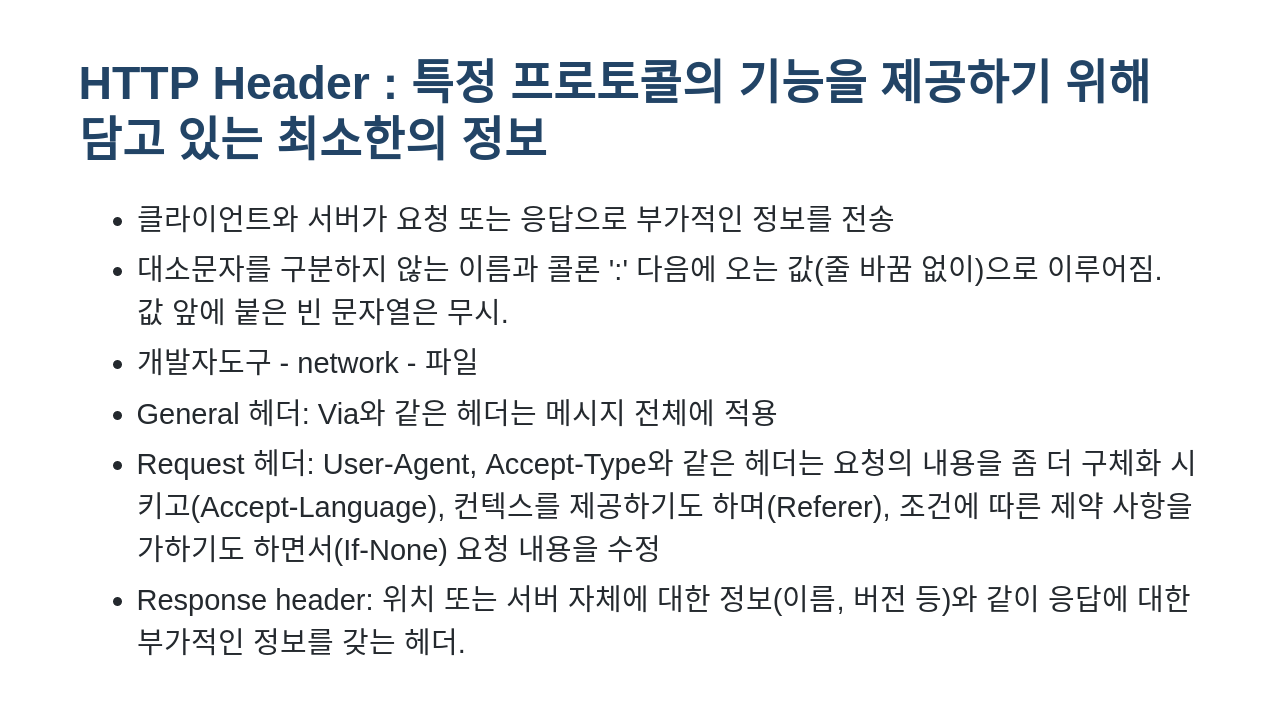 HTTP Header : 특정 프로토콜의 기능을 제공하기 위해
담고 있는 최소한의 정보
• 클라이언트와 서버가 요청 또는 응답으로 부가적인 정보를 전송
• 대소문자를 구분하지 않는 이름과 콜론 ':' 다음에 오는 값(줄 바꿈 없이)으로 이루어짐.
값 앞에 붙은 빈 문자열은 무시.
• 개발자도구 - network - 파일
• General 헤더: Via와 같은 헤더는 메시지 전체에 적용
• Request 헤더: User-Agent, Accept-Type와 같은 헤더는 요청의 내용을 좀 더 구체화 시
키고(Accept-Language), 컨텍스를 제공하기도 하며(Referer), 조건에 따른 제약 사항을
가하기도 하면서(If-None) 요청 내용을 수정
• Response header: 위치 또는 서버 자체에 대한 정보(이름, 버전 등)와 같이 응답에 대한
부가적인 정보를 갖는 헤더.